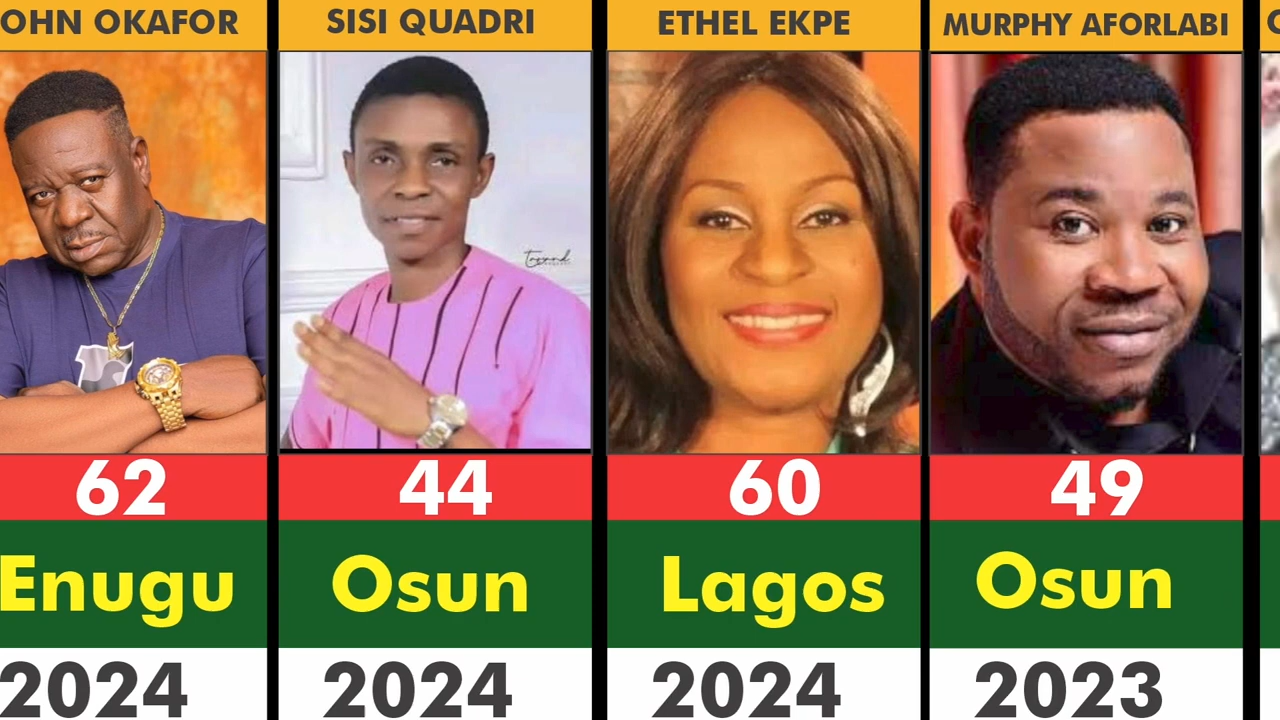 OHN OKAFOR
SISI QUADRI
ETHEL EKPE
MURPHY AFORLABI
62
44
60
49
Enugu
Osun
Lagos
Osun
2024
2024
2024
2023